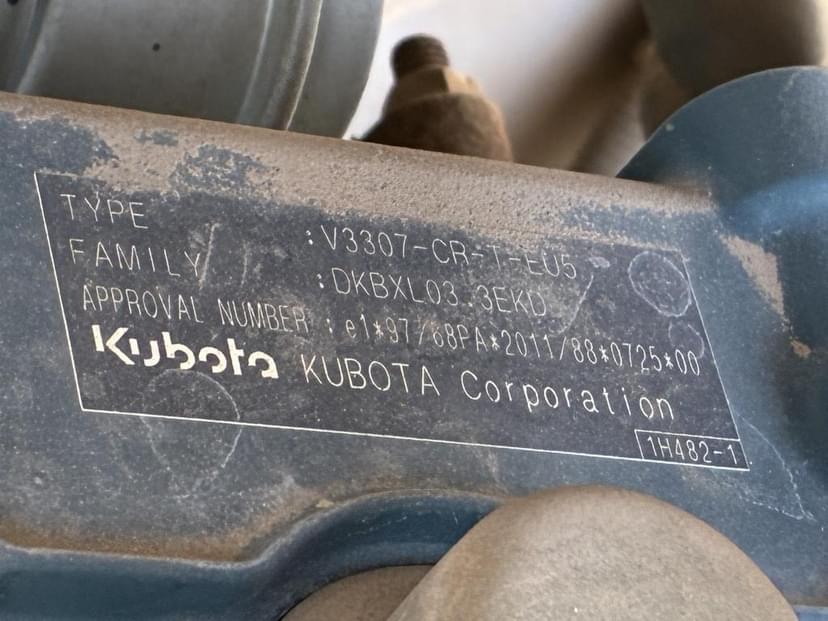 TYPE : V3307-CR-T-EU5
FAMILY : DKBXL03.3EKD
APPROVAL NUMBER : e1*97/68PA*2011/88*0725*00
Kubota KUBOTA Corporation
1H482-1